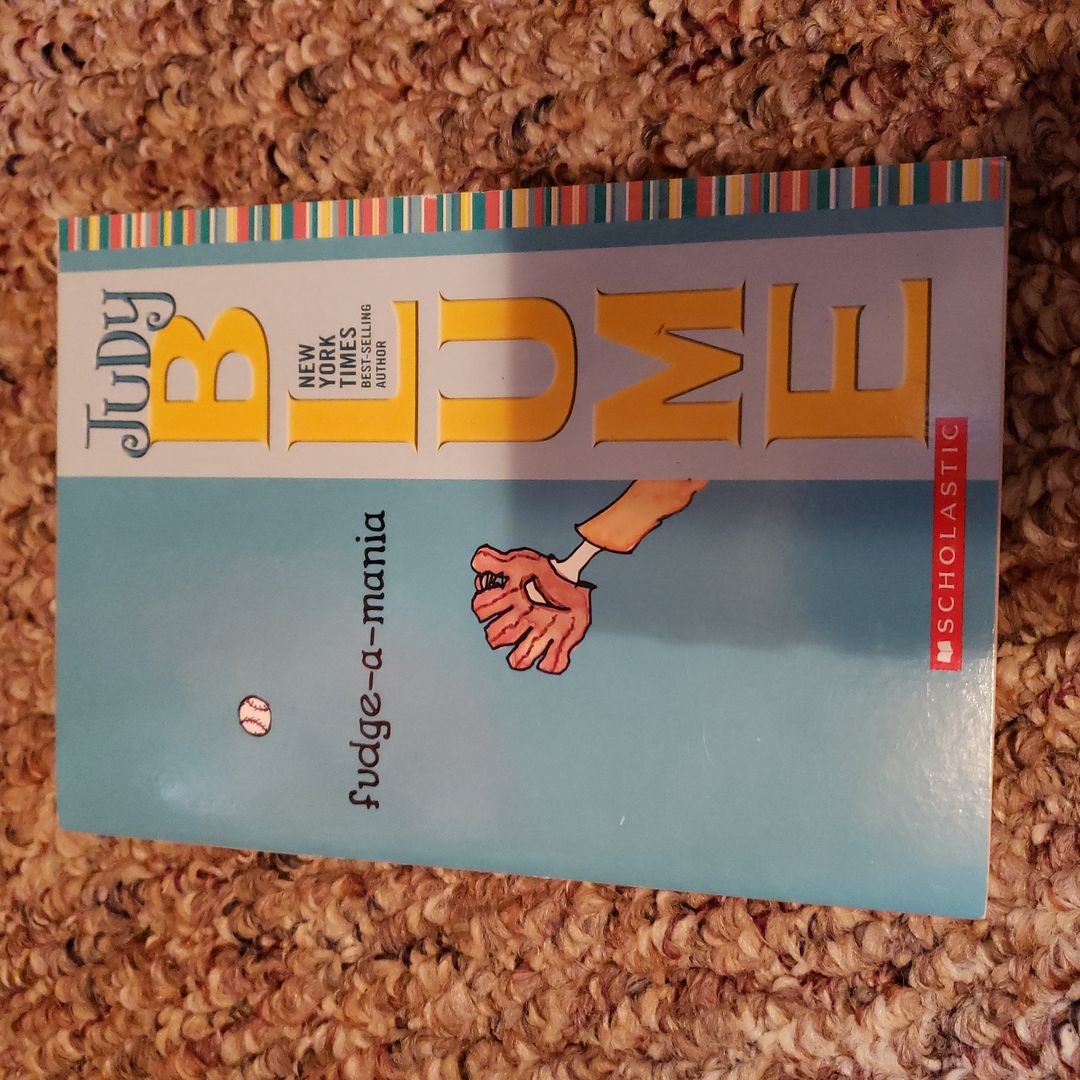 JuDy
BLUME
NEW
YORK
TIMES
BEST-SELLING
AUTHOR
fudge-a-mania
SCHOLASTIC